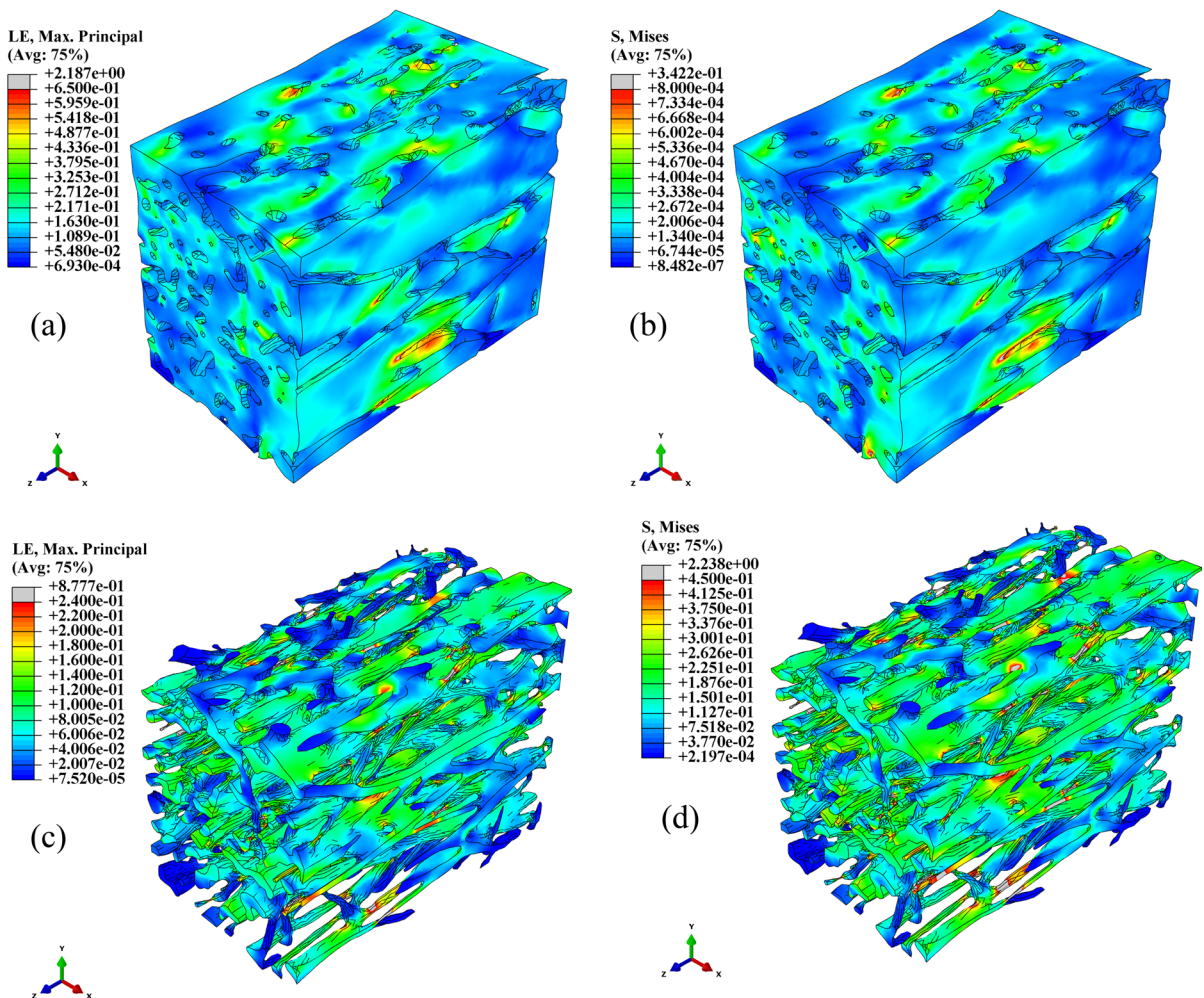 LE, Max. Principal
(Avg: 75%)
+2.187e+00
+6.500e-01
+5.959e-01
+5.418e-01
+4.877e-01
+4.336e-01
+3.795e-01
+3.253e-01
+2.712e-01
+2.171e-01
+1.630e-01
+1.089e-01
+5.480e-02
+6.930e-04
(a)
Y
Z
X
S, Mises
(Avg: 75%)
+3.422e-01
+8.000e-04
+7.334e-04
+6.668e-04
+6.002e-04
+5.336e-04
+4.670e-04
+4.004e-04
+3.338e-04
+2.672e-04
+2.006e-04
+1.340e-04
+6.744e-05
+8.482e-07
(b)
Y
Z
X
LE, Max. Principal
(Avg: 75%)
+8.777e-01
+2.400e-01
+2.200e-01
+2.000e-01
+1.800e-01
+1.600e-01
+1.400e-01
+1.200e-01
+1.000e-01
+8.005e-02
+6.006e-02
+4.006e-02
+2.007e-02
+7.520e-05
(c)
Y
Z
X
S, Mises
(Avg: 75%)
+2.238e+00
+4.500e-01
+4.125e-01
+3.750e-01
+3.376e-01
+3.001e-01
+2.626e-01
+2.251e-01
+1.876e-01
+1.501e-01
+1.127e-01
+7.518e-02
+3.770e-02
+2.197e-04
(d)
Y
Z
X